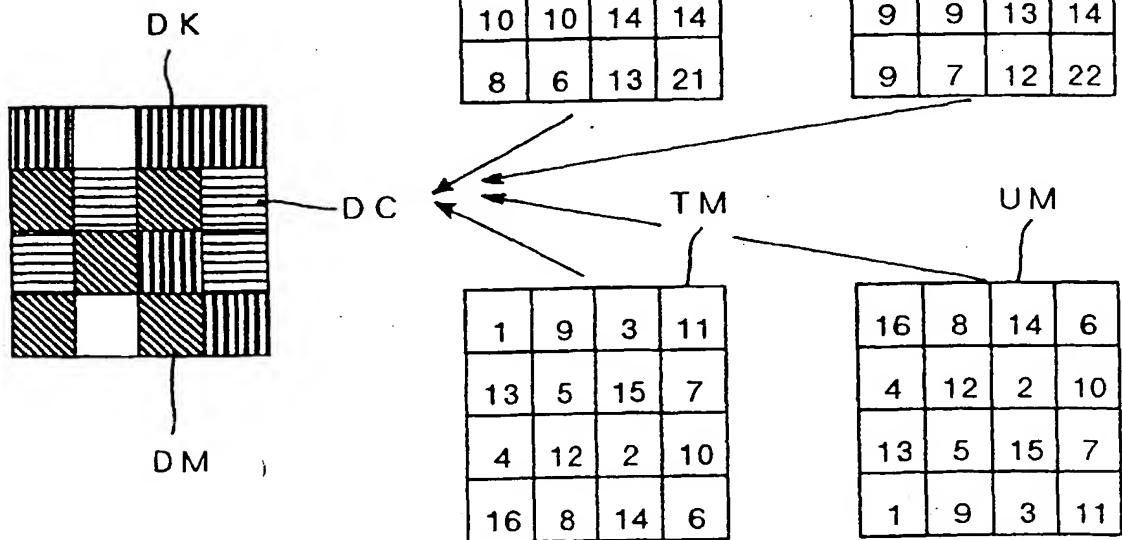 DK
10 10 14 14
8 6 13 21
9 9 13 14
9 7 12 22
DC
TM
UM
1 9 3 11
13 5 15 7
4 12 2 10
16 8 14 6
16 8 14 6
4 12 2 10
13 5 15 7
1 9 3 11
DM